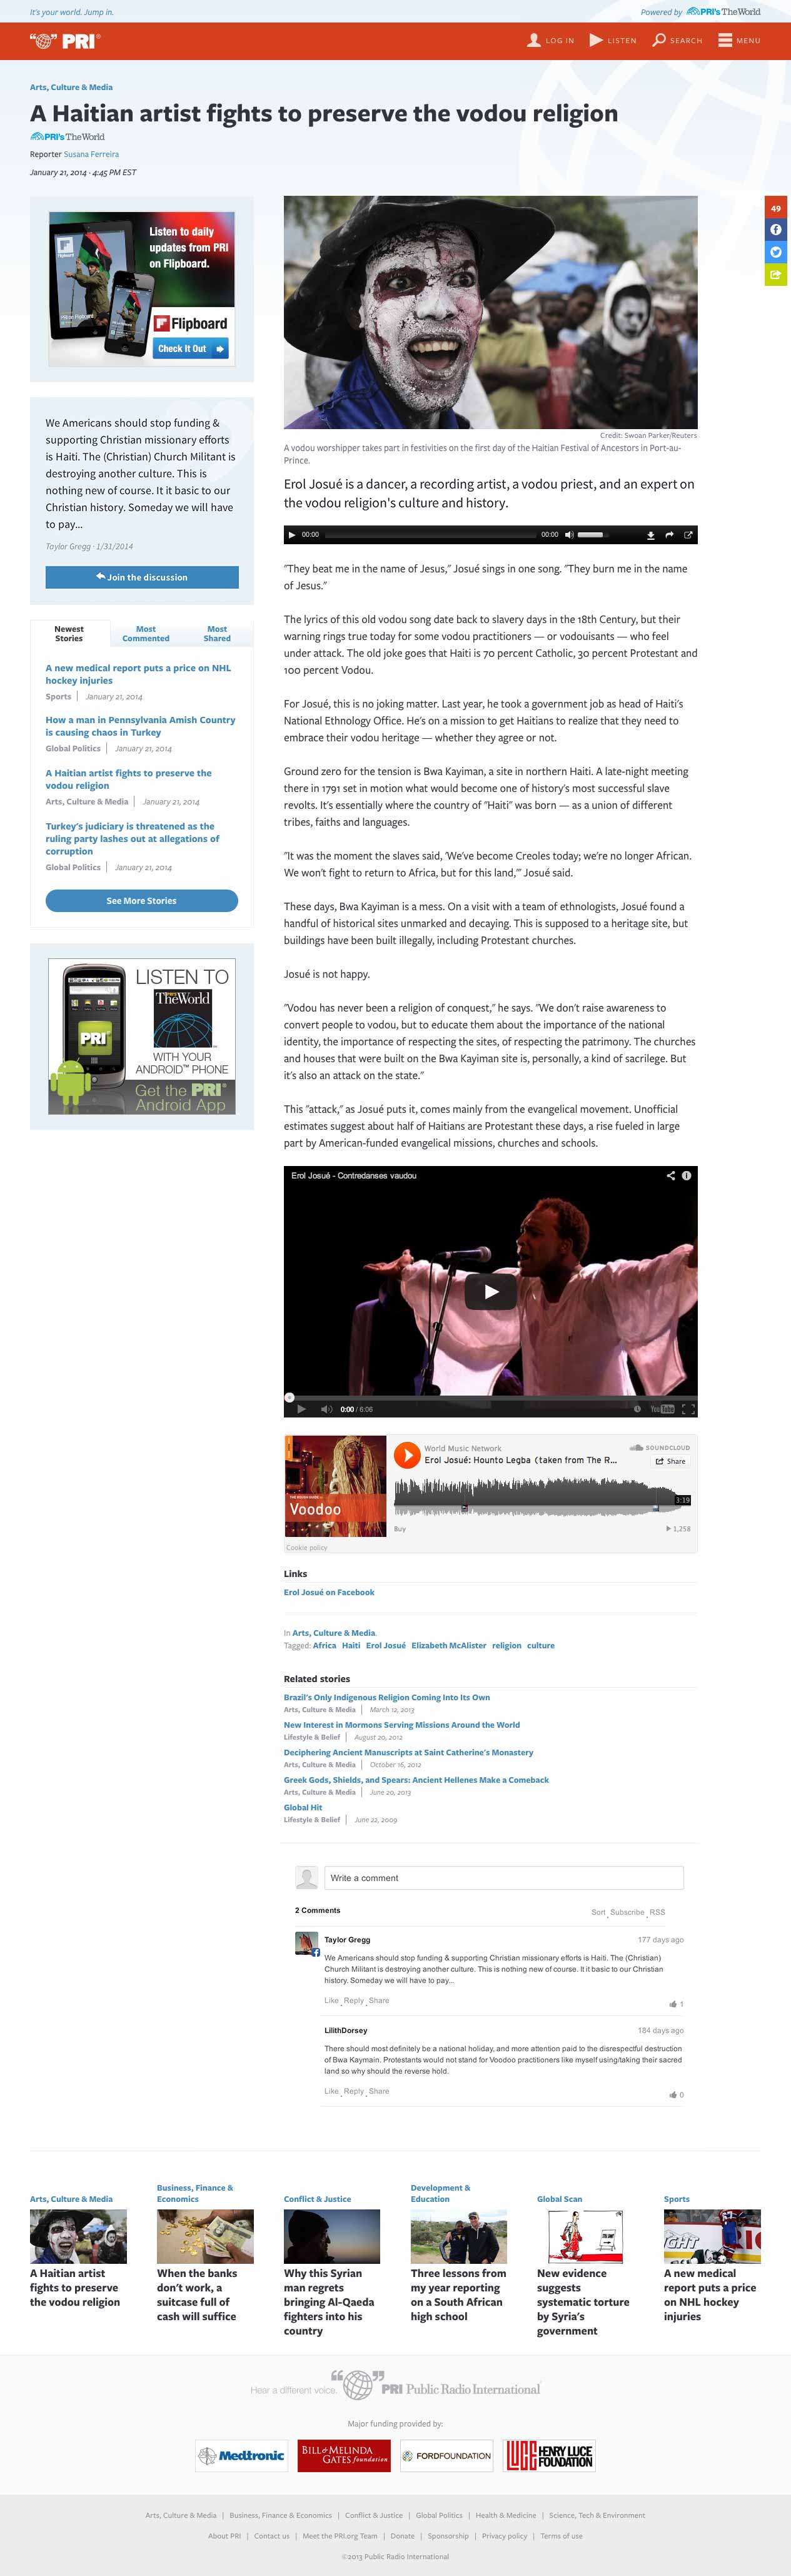 It's your world. Jump in.
Powered by PRI's TheWorld
PRI
LOG IN
LISTEN
SEARCH
MENU
Arts, Culture & Media
A Haitian artist fights to preserve the vodou religion
PRI's TheWorld
Reporter Susana Ferreira
January 21, 2014 · 4:45 PM EST
49
Listen to daily
updates from PRI
on Flipboard.
Flipboard
Check It Out
Credit: Swoan Parker/Reuters
A vodou worshipper takes part in festivities on the first day of the Haitian Festival of Ancestors in Port-au-
Prince.
We Americans should stop funding &
supporting Christian missionary efforts
is Haiti. The (Christian) Church Militant is
destroying another culture. This is
nothing new of course. It it basic to our
Christian history. Someday we will have
to pay...
Taylor Gregg · 1/31/2014
Join the discussion
Newest
Stories
Most
Commented
Most
Shared
A new medical report puts a price on NHL
hockey injuries
Sports | January 21, 2014
How a man in Pennsylvania Amish Country
is causing chaos in Turkey
Global Politics | January 21, 2014
A Haitian artist fights to preserve the
vodou religion
Arts, Culture & Media | January 21, 2014
Turkey's judiciary is threatened as the
ruling party lashes out at allegations of
corruption
Global Politics | January 21, 2014
See More Stories
LISTEN TO
PRI's
TheWorld
PRI
WITH YOUR
ANDROID™ PHONE
Get the PRI
Android App
Erol Josué is a dancer, a recording artist, a vodou priest, and an expert on
the vodou religion's culture and history.
00:00
00:00
"They beat me in the name of Jesus," Josué sings in one song. "They burn me in the name
of Jesus."
The lyrics of this old vodou song date back to slavery days in the 18th Century, but their
warning rings true today for some vodou practitioners — or vodouisants — who feel
under attack. The old joke goes that Haiti is 70 percent Catholic, 30 percent Protestant and
100 percent Vodou.
For Josué, this is no joking matter. Last year, he took a government job as head of Haiti's
National Ethnology Office. He's on a mission to get Haitians to realize that they need to
embrace their vodou heritage — whether they agree or not.
Ground zero for the tension is Bwa Kayiman, a site in northern Haiti. A late-night meeting
there in 1791 set in motion what would become one of history's most successful slave
revolts. It's essentially where the country of "Haiti" was born — as a union of different
tribes, faiths and languages.
"It was the moment the slaves said, 'We've become Creoles today; we're no longer African.
We won't fight to return to Africa, but for this land,'" Josué said.
These days, Bwa Kayiman is a mess. On a visit with a team of ethnologists, Josué found a
handful of historical sites unmarked and decaying. This is supposed to a heritage site, but
buildings have been built illegally, including Protestant churches.
Josué is not happy.
"Vodou has never been a religion of conquest," he says. "We don't raise awareness to
convert people to vodou, but to educate them about the importance of the national
identity, the importance of respecting the sites, of respecting the patrimony. The churches
and houses that were built on the Bwa Kayiman site is, personally, a kind of sacrilege. But
it's also an attack on the state."
This "attack," as Josué puts it, comes mainly from the evangelical movement. Unofficial
estimates suggest about half of Haitians are Protestant these days, a rise fueled in large
part by American-funded evangelical missions, churches and schools.
Erol Josué - Contredanses vaudou
0:00 / 6:06
YouTube
World Music Network
Erol Josué: Hounto Legba (taken from The R...
SOUNDCLOUD
Share
Voodoo
3:19
Buy
1,258
Cookie policy
Links
Erol Josué on Facebook
In Arts, Culture & Media.
Tagged: Africa Haiti Erol Josué Elizabeth McAlister religion culture
Related stories
Brazil's Only Indigenous Religion Coming Into Its Own
Arts, Culture & Media | March 12, 2013
New Interest in Mormons Serving Missions Around the World
Lifestyle & Belief | August 20, 2012
Deciphering Ancient Manuscripts at Saint Catherine's Monastery
Arts, Culture & Media | October 16, 2012
Greek Gods, Shields, and Spears: Ancient Hellenes Make a Comeback
Arts, Culture & Media | June 20, 2013
Global Hit
Lifestyle & Belief | June 22, 2009
Write a comment
2 Comments
Sort Subscribe RSS
Taylor Gregg
177 days ago
We Americans should stop funding & supporting Christian missionary efforts is Haiti. The (Christian)
Church Militant is destroying another culture. This is nothing new of course. It it basic to our Christian
history. Someday we will have to pay...
Like Reply Share
1
LilithDorsey
184 days ago
There should most definitely be a national holiday, and more attention paid to the disrespectful destruction
of Bwa Kaymain. Protestants would not stand for Voodoo practitioners like myself using/taking their sacred
land so why should the reverse hold.
Like Reply Share
0
Arts, Culture & Media
A Haitian artist
fights to preserve
the vodou religion
Business, Finance &
Economics
When the banks
don't work, a
suitcase full of
cash will suffice
Conflict & Justice
Why this Syrian
man regrets
bringing Al-Qaeda
fighters into his
country
Development &
Education
Three lessons from
my year reporting
on a South African
high school
Global Scan
New evidence
suggests
systematic torture
by Syria's
government
Sports
A new medical
report puts a price
on NHL hockey
injuries
Hear a different voice. PRI Public Radio International
Major funding provided by:
Medtronic
BILL & MELINDA
GATES foundation
FORDFOUNDATION
HENRY LUCE
FOUNDATION
Arts, Culture & Media | Business, Finance & Economics | Conflict & Justice | Global Politics | Health & Medicine | Science, Tech & Environment
About PRI | Contact us | Meet the PRI.org Team | Donate | Sponsorship | Privacy policy | Terms of use
©2013 Public Radio International